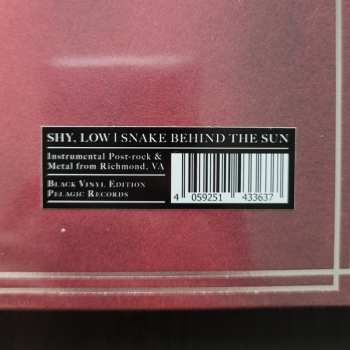 SHY, LOW | SNAKE BEHIND THE SUN
Instrumental Post-rock &
Metal from Richmond, VA
Black Vinyl Edition
Pelagic Records
4 059251 433637